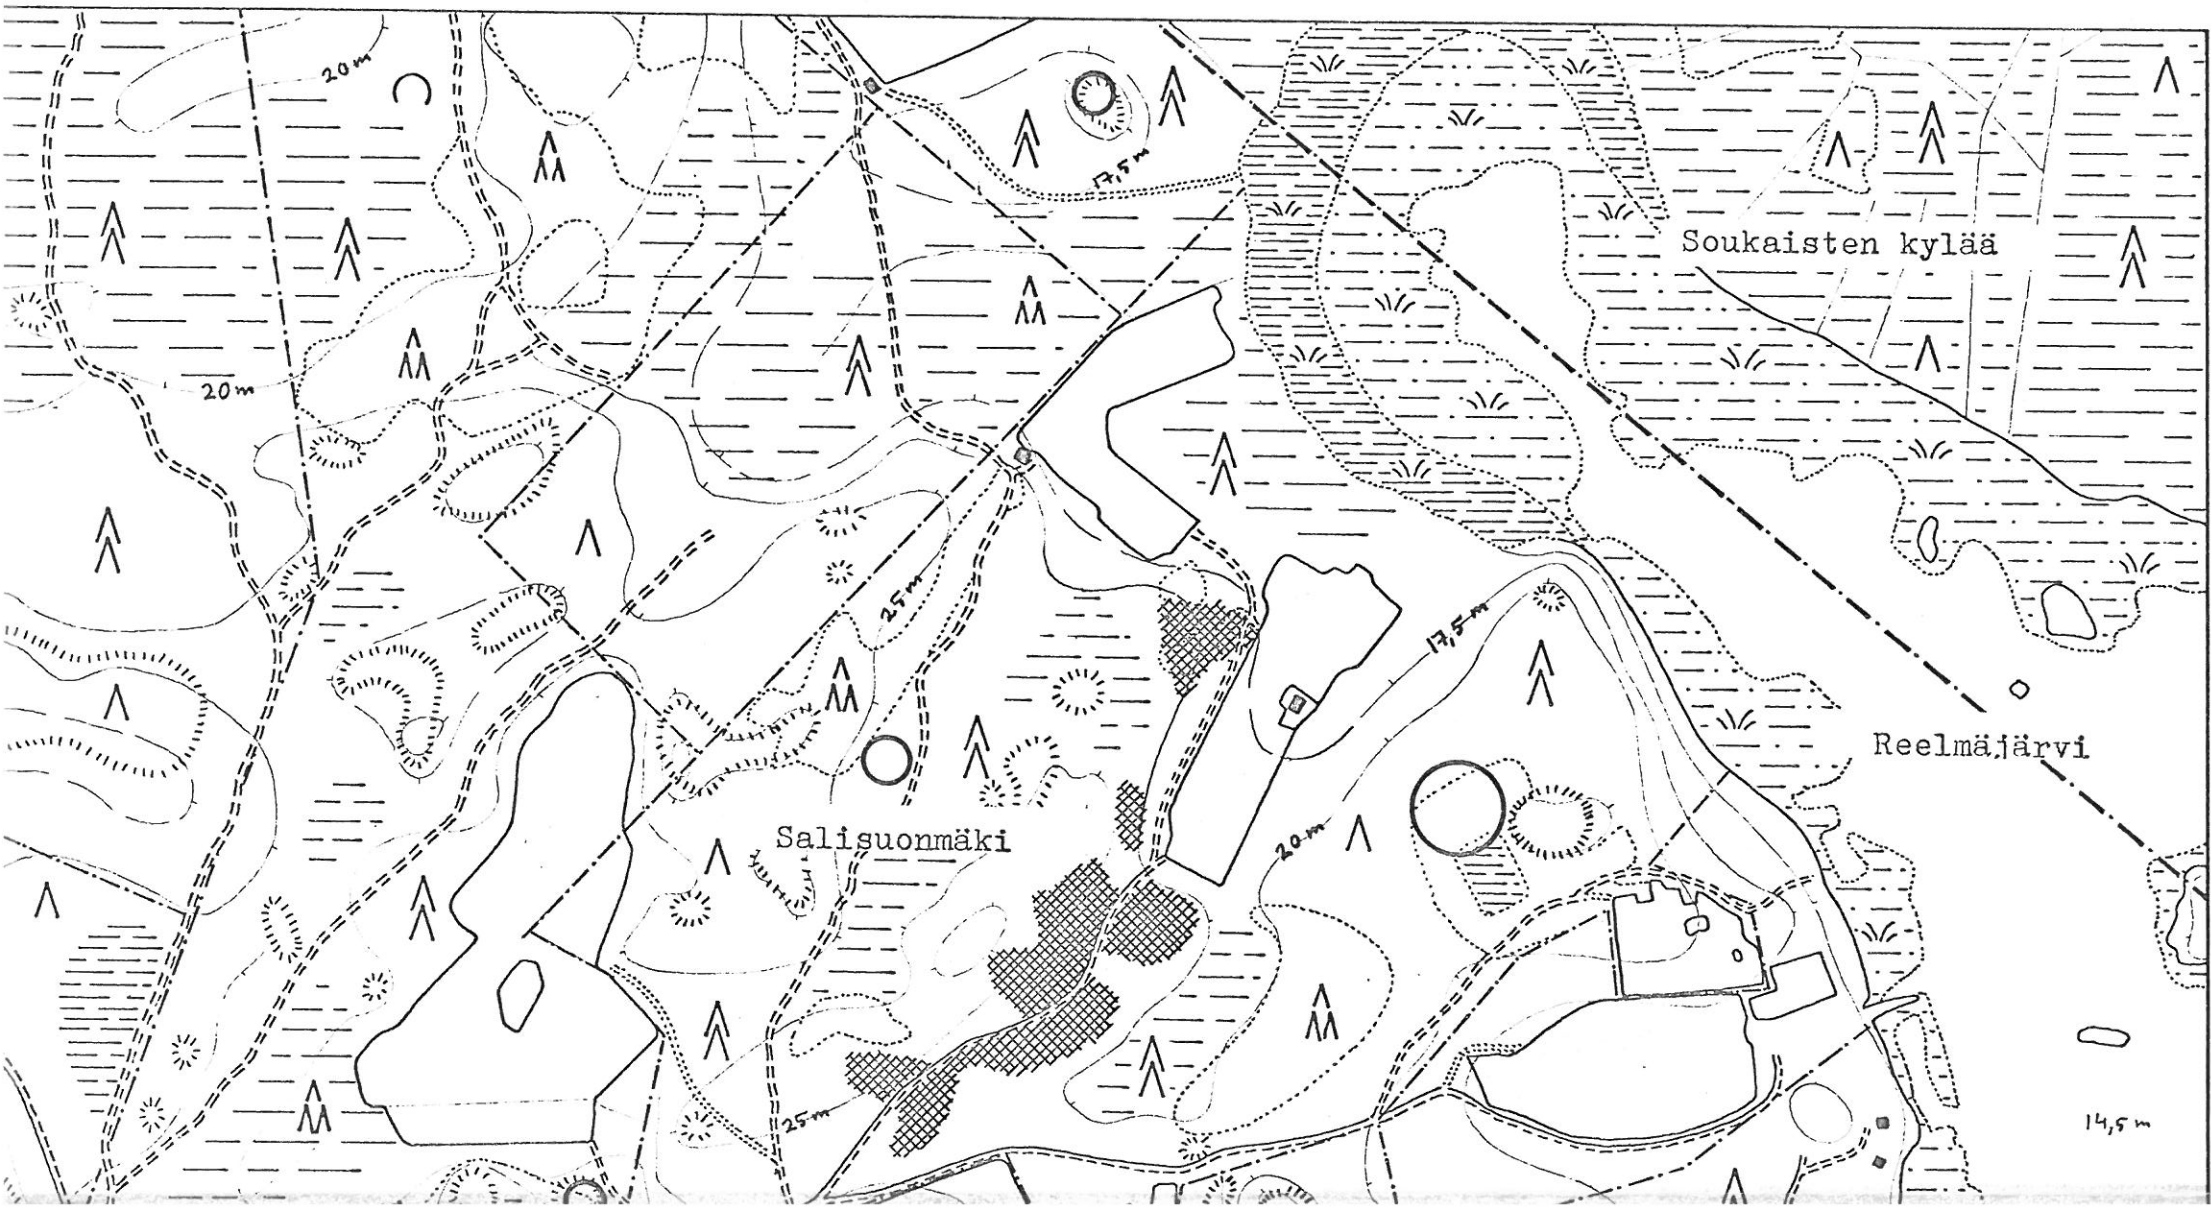 20m
17,5m
Soukaisten kylää
20m
25m
17,5m
Reelmäjärvi
Salisuonmäki
20m
25m
14,5m